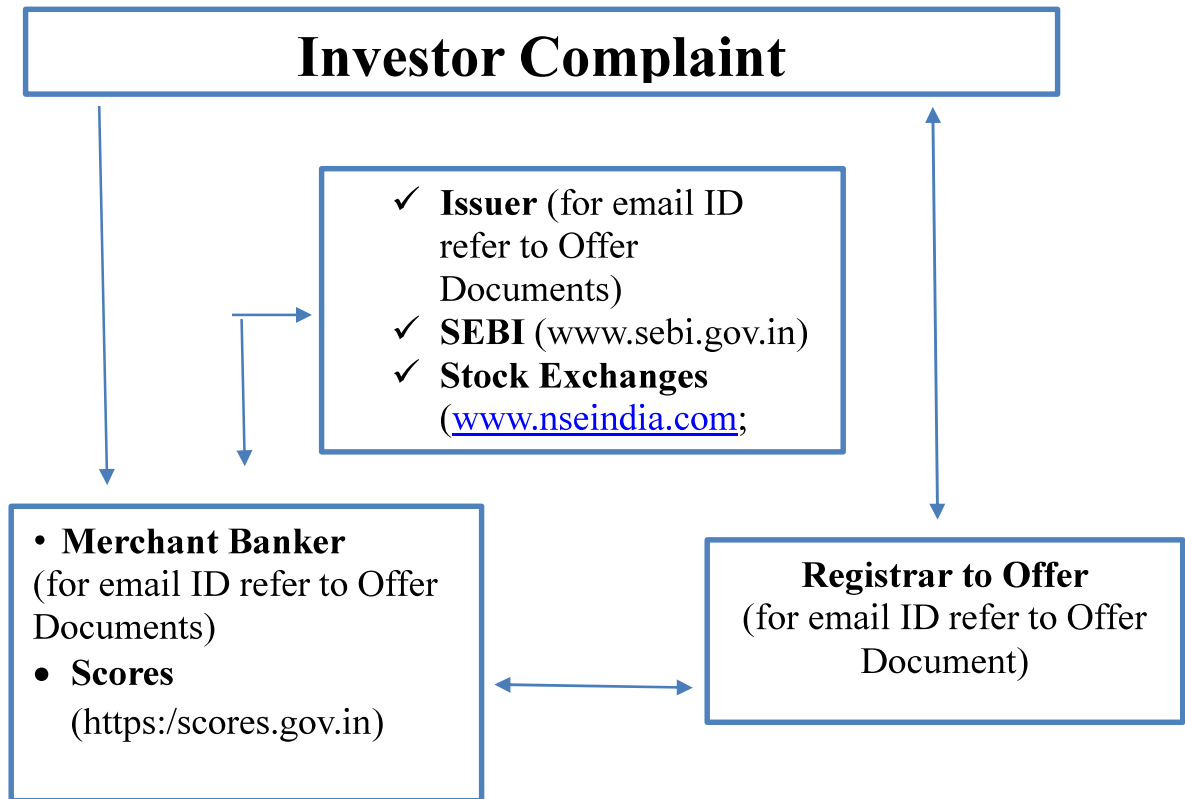 Investor Complaint
✓ Issuer (for email ID
refer to Offer
Documents)
✓ SEBI (www.sebi.gov.in)
✓ Stock Exchanges
(www.nseindia.com;
• Merchant Banker
(for email ID refer to Offer
Documents)
• Scores
(https:/scores.gov.in)
Registrar to Offer
(for email ID refer to Offer
Document)